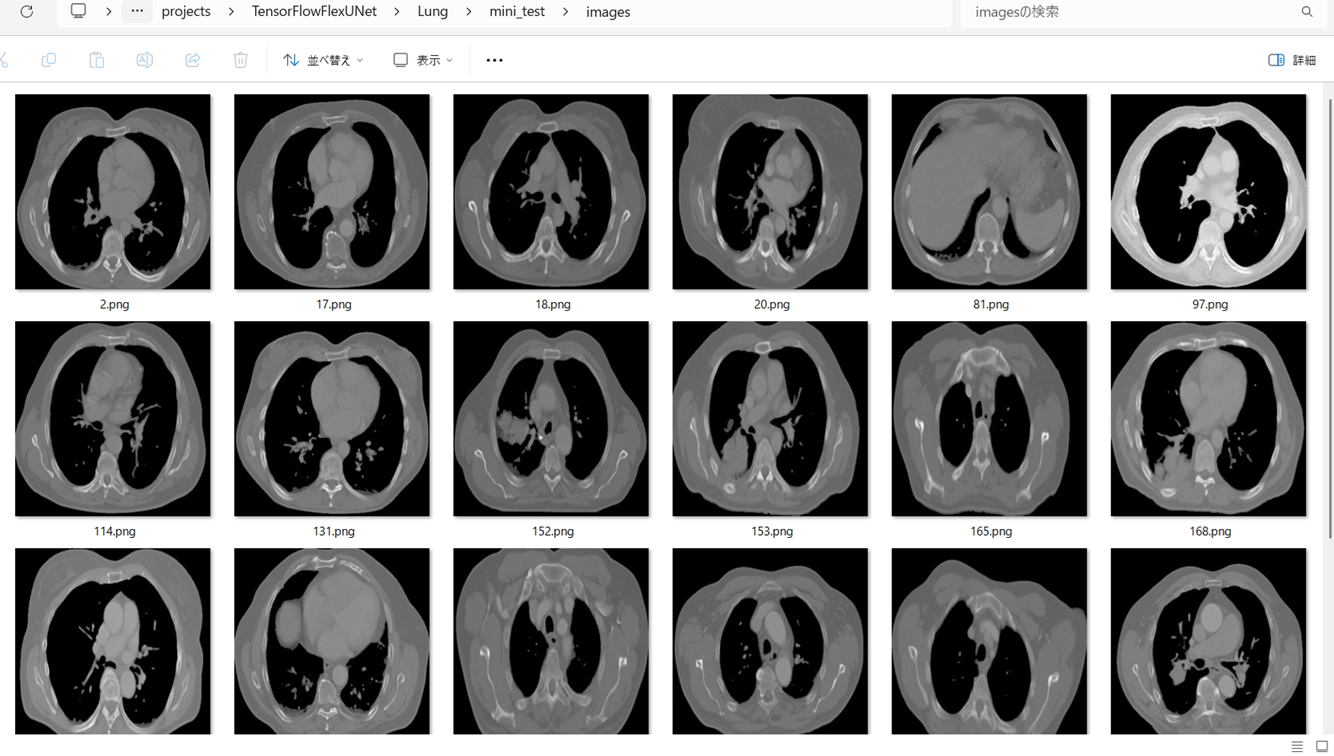 … projects > TensorFlowFlexUNet > Lung > mini_test > images
imagesの検索
並べ替え 表示 … 詳細
2.png 17.png 18.png 20.png 81.png 97.png
114.png 131.png 152.png 153.png 165.png 168.png